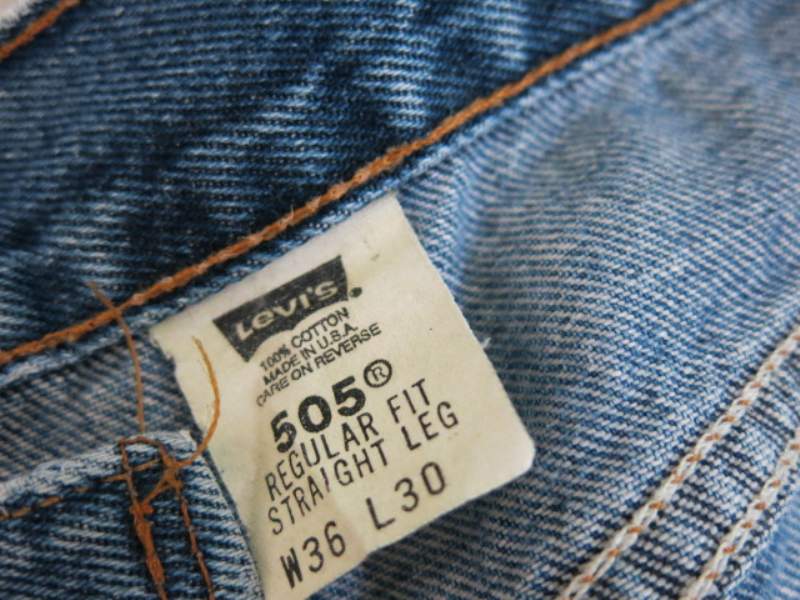 Levi's®
100% COTTON
MADE IN U.S.A.
CARE ON REVERSE
505®
REGULAR FIT
STRAIGHT LEG
W36 L30